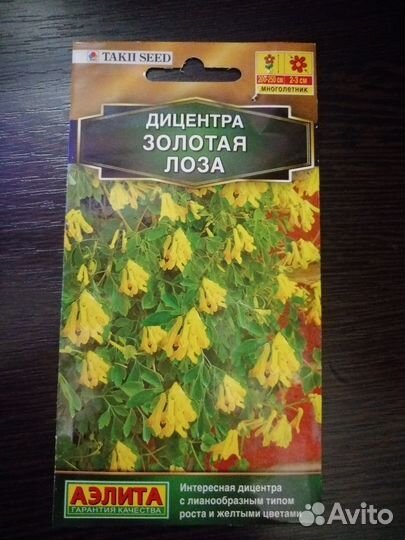 TAKII SEED
200-250 см
2-3 см
многолетник
ДИЦЕНТРА
ЗОЛОТАЯ
ЛОЗА
АЭЛИТА
ГАРАНТИЯ КАЧЕСТВА
Интересная дицентра
с лианообразным типом
роста и желтыми цветами
Avito